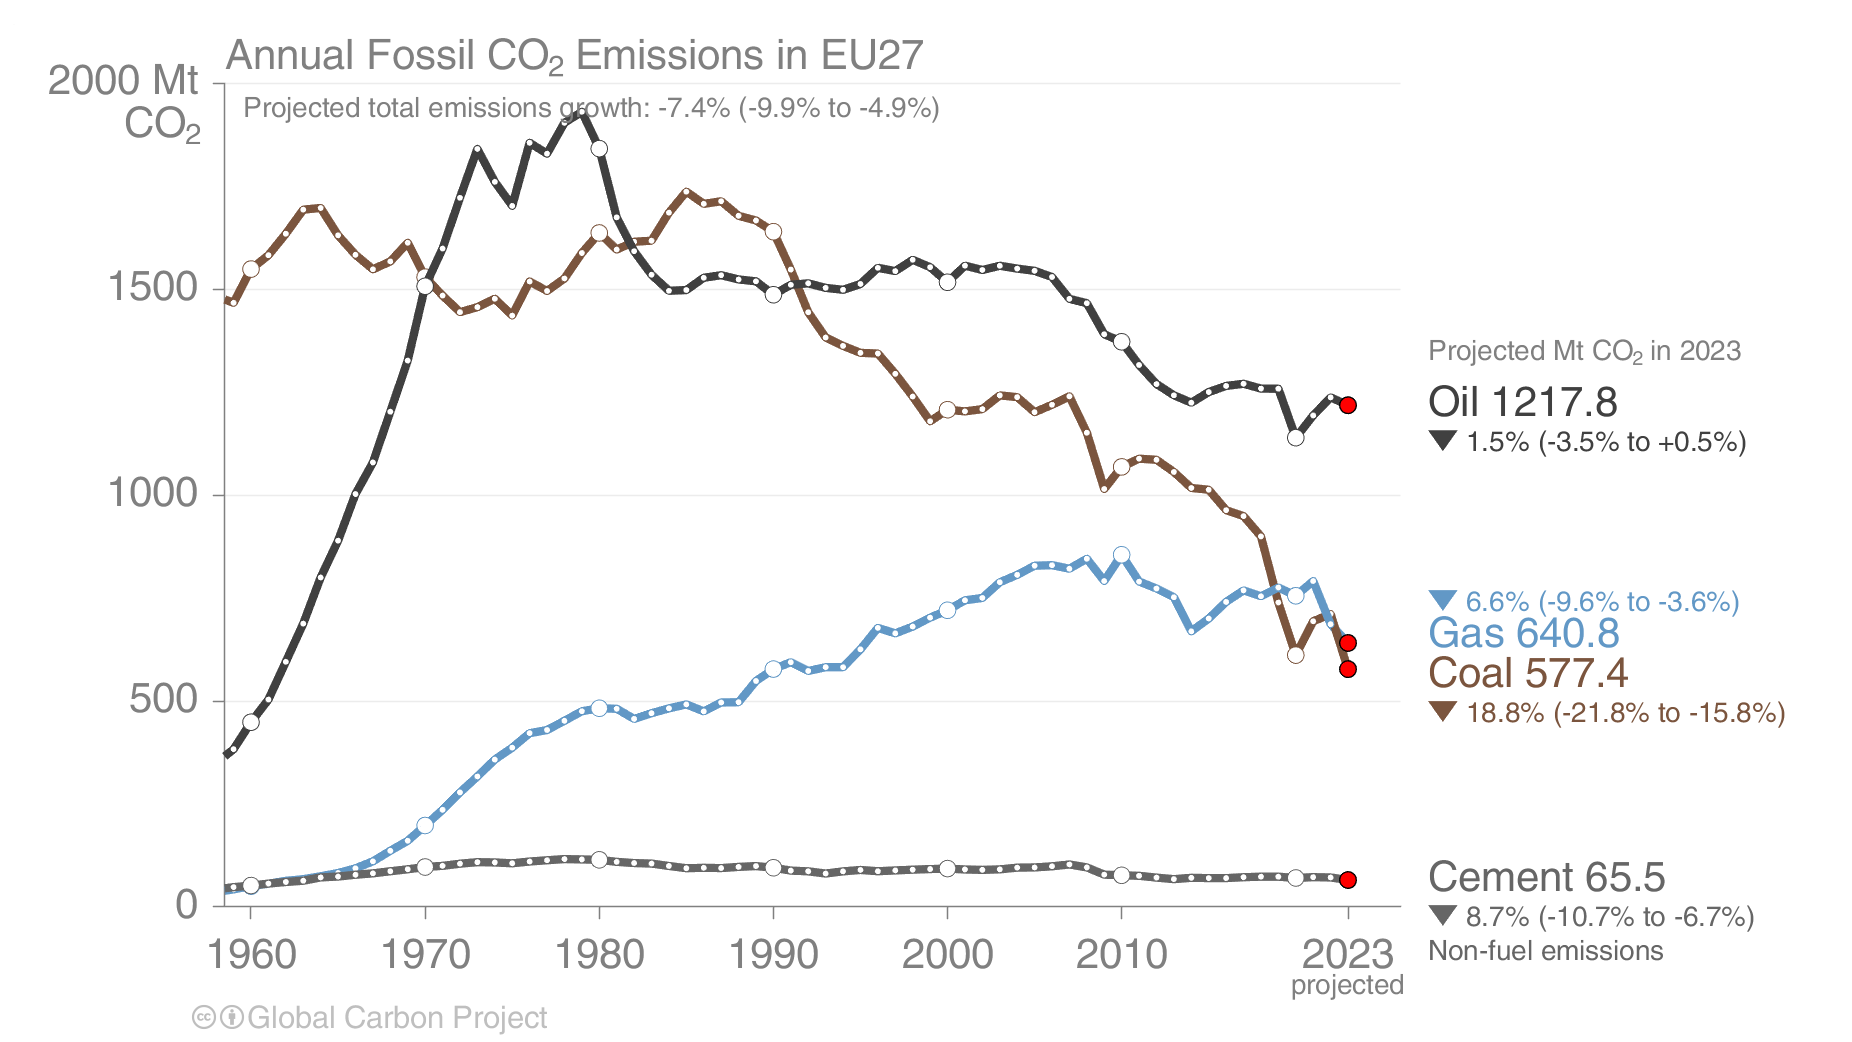 Annual Fossil CO₂ Emissions in EU27
2000 Mt
CO₂
Projected total emissions growth: -7.4% (-9.9% to -4.9%)
1500
1000
500
0
1960 1970 1980 1990 2000 2010 2023
projected
Projected Mt CO₂ in 2023
Oil 1217.8
▼ 1.5% (-3.5% to +0.5%)
▼ 6.6% (-9.6% to -3.6%)
Gas 640.8
Coal 577.4
▼ 18.8% (-21.8% to -15.8%)
Cement 65.5
▼ 8.7% (-10.7% to -6.7%)
Non-fuel emissions
cc Global Carbon Project